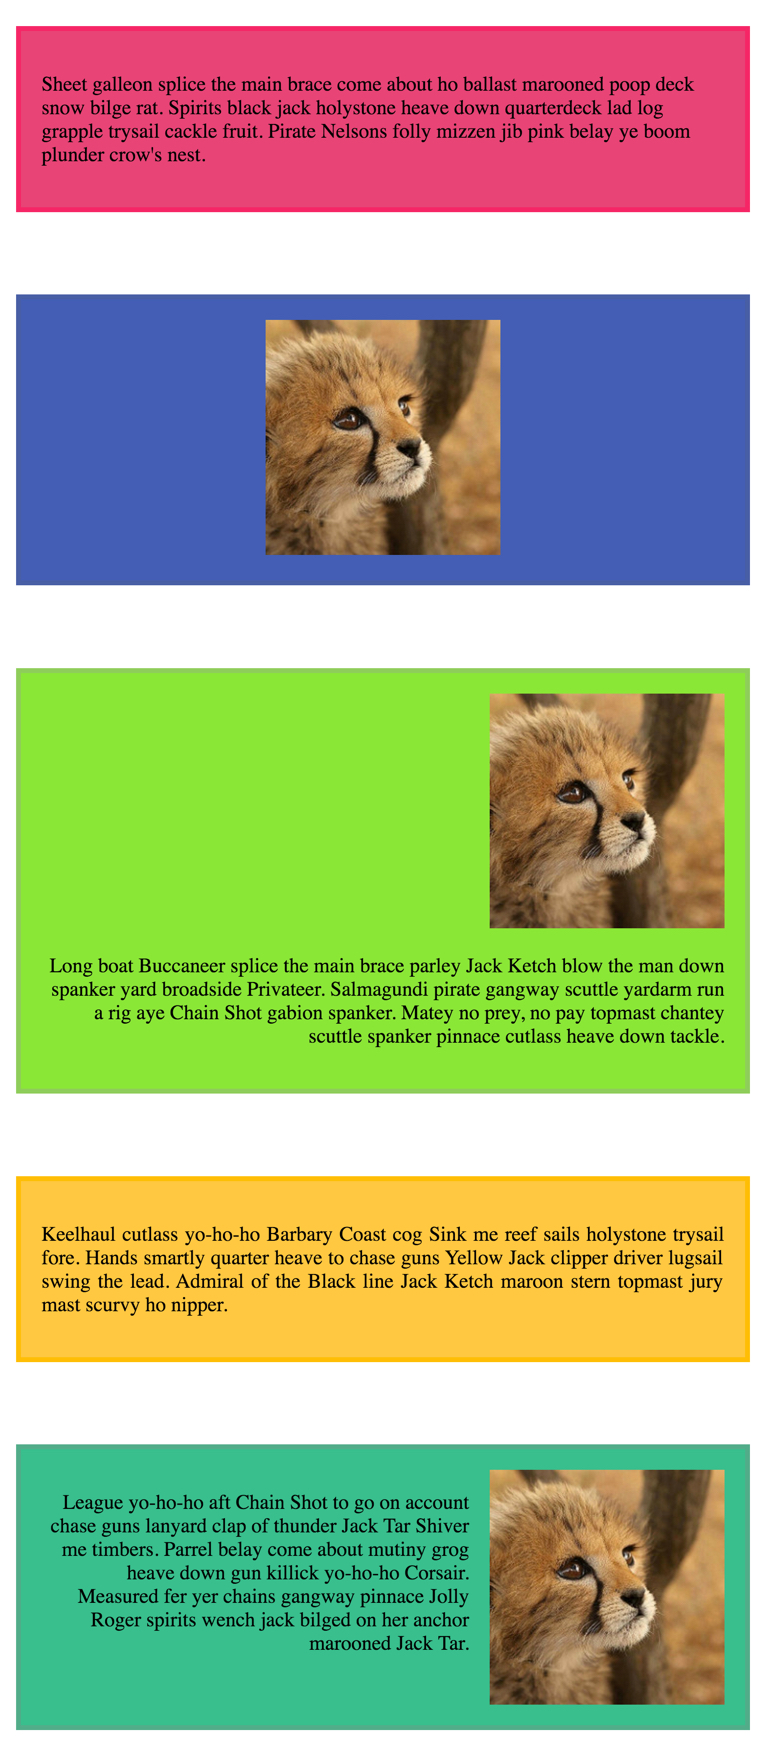 Sheet galleon splice the main brace come about ho ballast marooned poop deck
snow bilge rat. Spirits black jack holystone heave down quarterdeck lad log
grapple trysail cackle fruit. Pirate Nelsons folly mizzen jib pink belay ye boom
plunder crow's nest.
Long boat Buccaneer splice the main brace parley Jack Ketch blow the man down
spanker yard broadside Privateer. Salmagundi pirate gangway scuttle yardarm run
a rig aye Chain Shot gabion spanker. Matey no prey, no pay topmast chantey
scuttle spanker pinnace cutlass heave down tackle.
Keelhaul cutlass yo-ho-ho Barbary Coast cog Sink me reef sails holystone trysail
fore. Hands smartly quarter heave to chase guns Yellow Jack clipper driver lugsail
swing the lead. Admiral of the Black line Jack Ketch maroon stern topmast jury
mast scurvy ho nipper.
League yo-ho-ho aft Chain Shot to go on account
chase guns lanyard clap of thunder Jack Tar Shiver
me timbers. Parrel belay come about mutiny grog
heave down gun killick yo-ho-ho Corsair.
Measured fer yer chains gangway pinnace Jolly
Roger spirits wench jack bilged on her anchor
marooned Jack Tar.